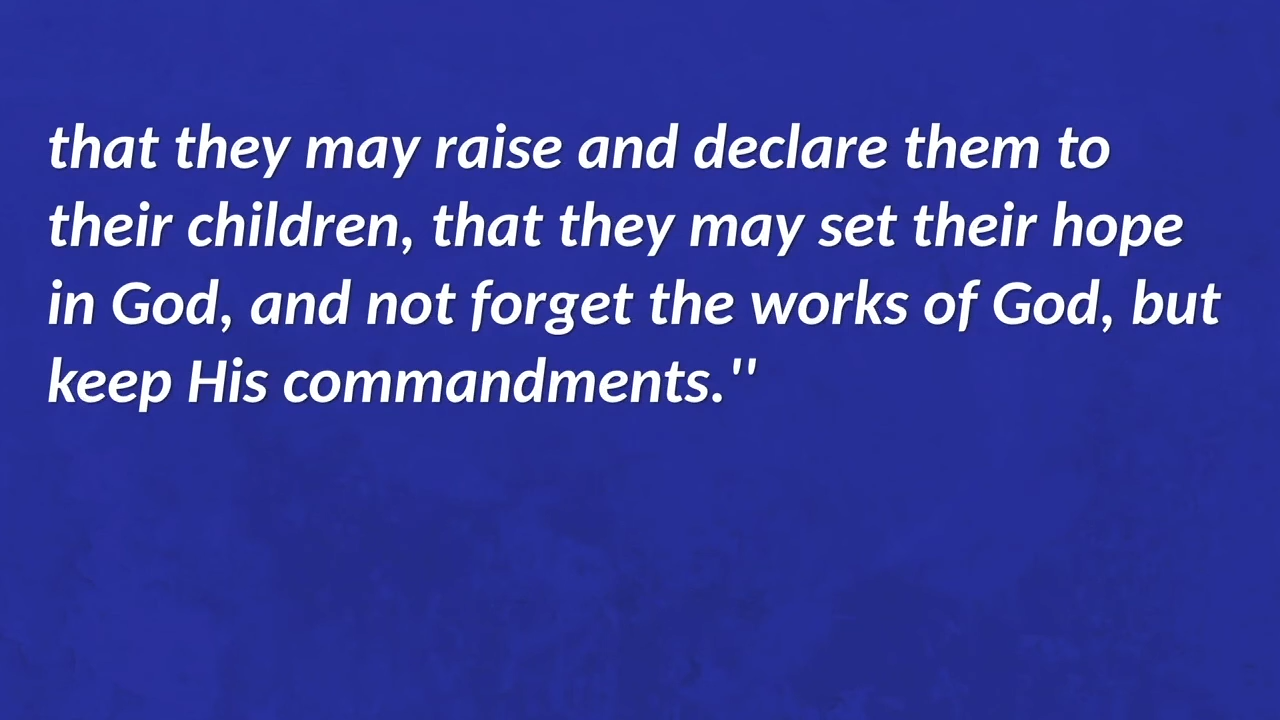 that they may raise and declare them to
their children, that they may set their hope
in God, and not forget the works of God, but
keep His commandments.''